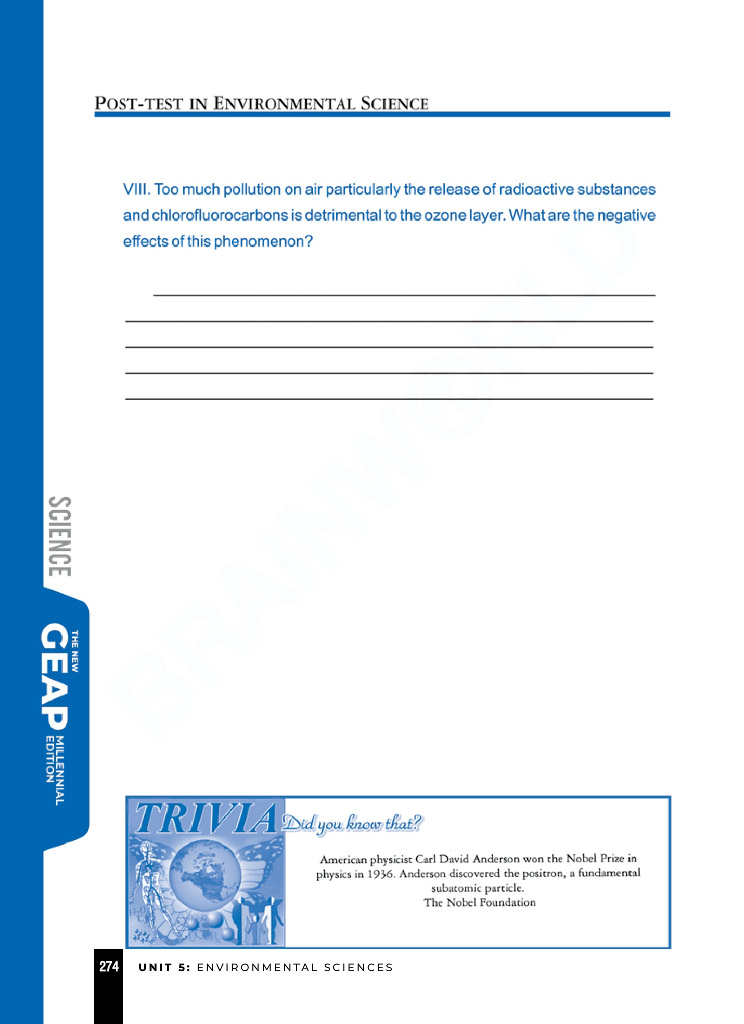 POST-TEST IN ENVIRONMENTAL SCIENCE
VIII. Too much pollution on air particularly the release of radioactive substances
and chlorofluorocarbons is detrimental to the ozone layer. What are the negative
effects of this phenomenon?
BRAINWORLD
SCIENCE
THE NEW
GEAP
MILLENNIAL
EDITION
TRIVIA Did you know that?
American physicist Carl David Anderson won the Nobel Prize in
physics in 1936. Anderson discovered the positron, a fundamental
subatomic particle.
The Nobel Foundation
274 UNIT 5: ENVIRONMENTAL SCIENCES